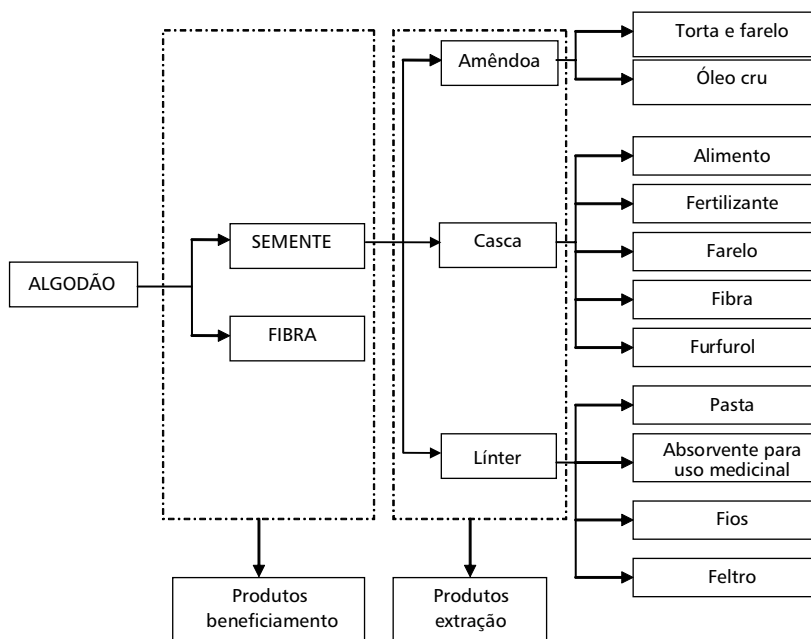 ALGODÃO
SEMENTE
FIBRA
Produtos
beneficiamento
Amêndoa
Casca
Línter
Produtos
extração
Torta e farelo
Óleo cru
Alimento
Fertilizante
Farelo
Fibra
Furfurol
Pasta
Absorvente para
uso medicinal
Fios
Feltro